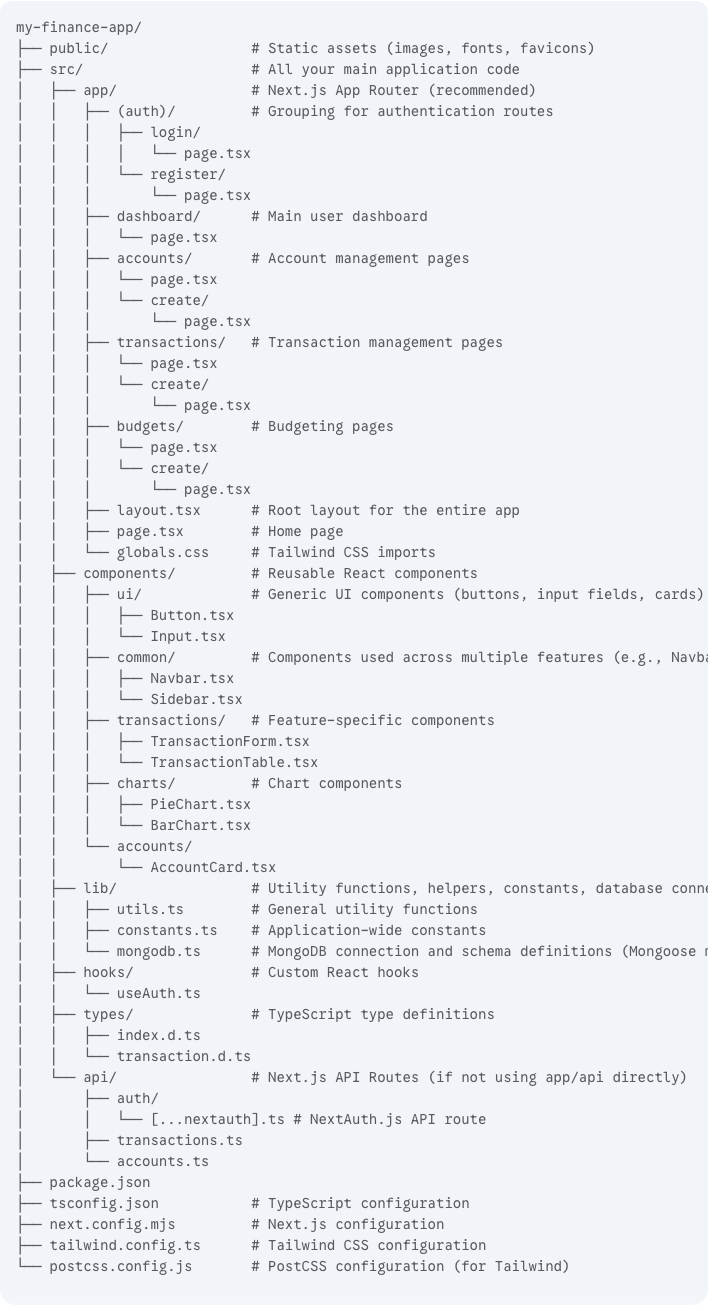 my-finance-app/
├── public/                 # Static assets (images, fonts, favicons)
├── src/                    # All your main application code
│   ├── app/                # Next.js App Router (recommended)
│   │   ├── (auth)/         # Grouping for authentication routes
│   │   │   ├── login/
│   │   │   │   └── page.tsx
│   │   │   └── register/
│   │   │       └── page.tsx
│   │   ├── dashboard/      # Main user dashboard
│   │   │   └── page.tsx
│   │   ├── accounts/       # Account management pages
│   │   │   └── page.tsx
│   │   │   └── create/
│   │   │       └── page.tsx
│   │   ├── transactions/   # Transaction management pages
│   │   │   └── page.tsx
│   │   │   └── create/
│   │   │       └── page.tsx
│   │   ├── budgets/        # Budgeting pages
│   │   │   └── page.tsx
│   │   │   └── create/
│   │   │       └── page.tsx
│   │   ├── layout.tsx      # Root layout for the entire app
│   │   ├── page.tsx        # Home page
│   │   └── globals.css     # Tailwind CSS imports
│   ├── components/         # Reusable React components
│   │   ├── ui/             # Generic UI components (buttons, input fields, cards)
│   │   │   ├── Button.tsx
│   │   │   └── Input.tsx
│   │   ├── common/         # Components used across multiple features (e.g.,
│   │   │   ├── Navbar.tsx
│   │   │   └── Sidebar.tsx
│   │   ├── transactions/   # Feature-specific components
│   │   │   ├── TransactionForm.tsx
│   │   │   └── TransactionTable.tsx
│   │   ├── charts/         # Chart components
│   │   │   ├── PieChart.tsx
│   │   │   └── BarChart.tsx
│   │   └── accounts/
│   │       └── AccountCard.tsx
│   ├── lib/                # Utility functions, helpers, constants, database
│   │   ├── utils.ts        # General utility functions
│   │   ├── constants.ts    # Application-wide constants
│   │   └── mongodb.ts      # MongoDB connection and schema definitions (Mongoose
│   ├── hooks/              # Custom React hooks
│   │   └── useAuth.ts
│   ├── types/              # TypeScript type definitions
│   │   ├── index.d.ts
│   │   └── transaction.d.ts
│   └── api/                # Next.js API Routes (if not using app/api directly)
│       ├── auth/
│       │   └── [...nextauth].ts # NextAuth.js API route
│       ├── transactions.ts
│       └── accounts.ts
├── package.json
├── tsconfig.json           # TypeScript configuration
├── next.config.mjs         # Next.js configuration
├── tailwind.config.ts      # Tailwind CSS configuration
└── postcss.config.js       # PostCSS configuration (for Tailwind)